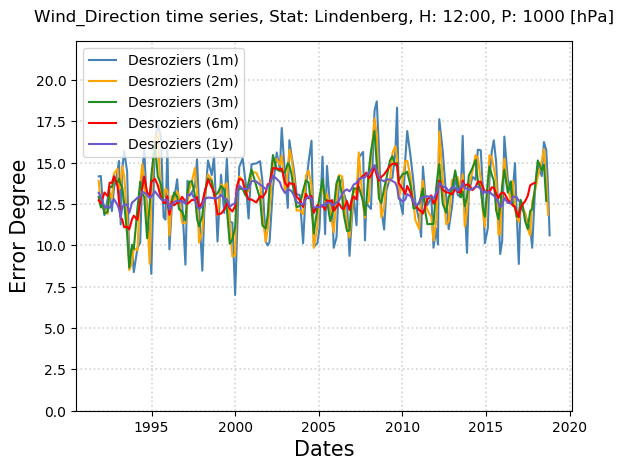 Wind_Direction time series, Stat: Lindenberg, H: 12:00, P: 1000 [hPa]
Desroziers (1m)
Desroziers (2m)
Desroziers (3m)
Desroziers (6m)
Desroziers (1y)
Error Degree
20.0
17.5
15.0
12.5
10.0
7.5
5.0
2.5
0.0
1995
2000
2005
2010
2015
2020
Dates